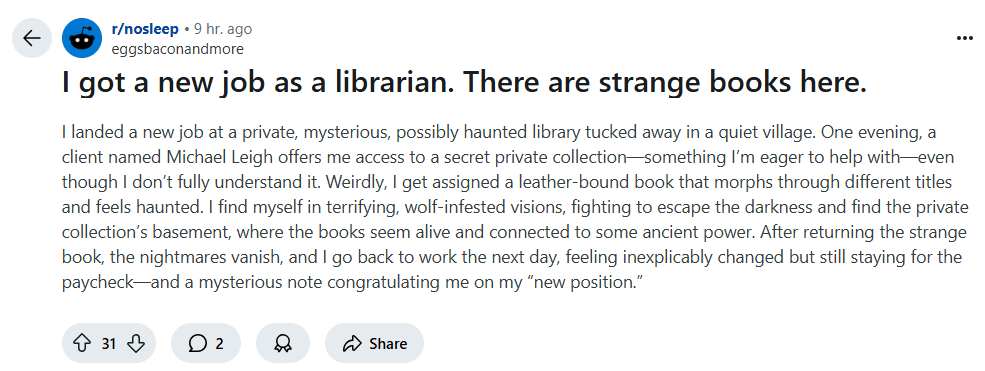 r/nosleep • 9 hr. ago
eggsbaconandmore
I got a new job as a librarian. There are strange books here.
I landed a new job at a private, mysterious, possibly haunted library tucked away in a quiet village. One evening, a
client named Michael Leigh offers me access to a secret private collection—something I'm eager to help with—even
though I don't fully understand it. Weirdly, I get assigned a leather-bound book that morphs through different titles
and feels haunted. I find myself in terrifying, wolf-infested visions, fighting to escape the darkness and find the private
collection's basement, where the books seem alive and connected to some ancient power. After returning the strange
book, the nightmares vanish, and I go back to work the next day, feeling inexplicably changed but still staying for the
paycheck—and a mysterious note congratulating me on my “new position.”
31 2 Share